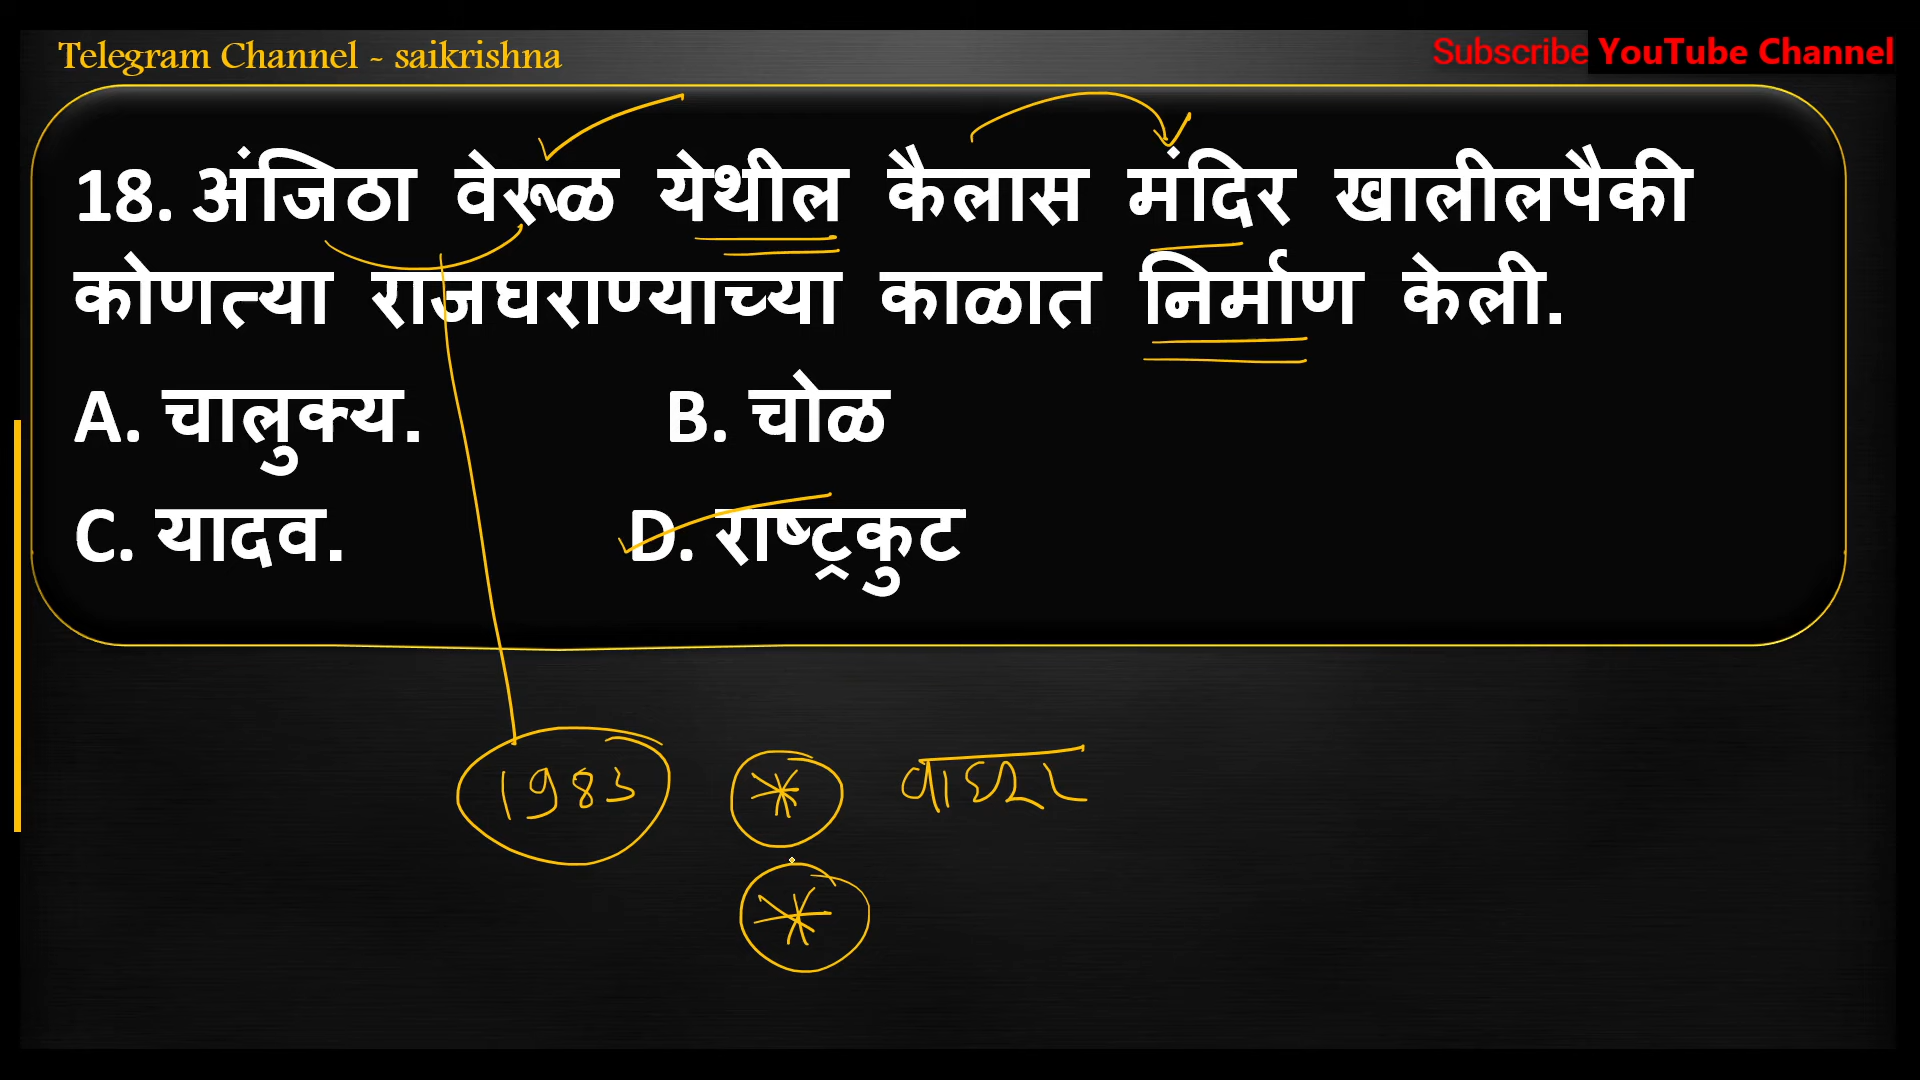 Telegram Channel - saikrishna
Subscribe YouTube Channel
18. अंजिठा वेरूळ येथील कैलास मंदिर खालीलपैकी
कोणत्या राजघराण्याच्या काळात निर्माण केली.
A. चालुक्य. B. चोळ
C. यादव. D. राष्ट्रकुट
1983